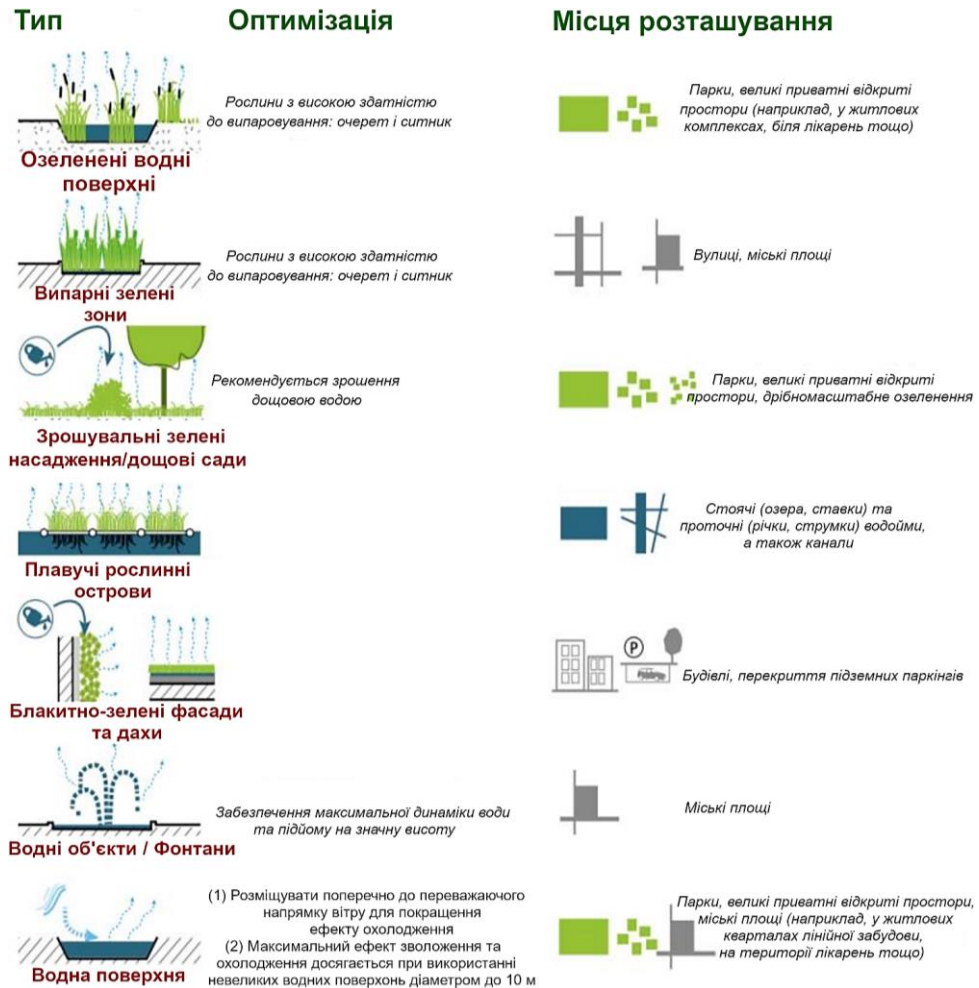 Тип
Оптимізація
Місця розташування
Рослини з високою здатністю
до випаровування: очерет і ситник
Парки, великі приватні відкриті
простори (наприклад, у житлових
комплексах, біля лікарень тощо)
Озеленені водні
поверхні
Рослини з високою здатністю
до випаровування: очерет і ситник
Вулиці, міські площі
Випарні зелені
зони
Рекомендується зрошення
дощовою водою
Парки, великі приватні відкриті
простори, дрібномасштабне озеленення
Зрошувальні зелені
насадження/дощові сади
Стоячі (озера, ставки) та
проточні (річки, струмки) водойми,
а також канали
Плавучі рослинні
острови
P
Будівлі, перекриття підземних паркінгів
Блакитно-зелені фасади
та дахи
Забезпечення максимальної динаміки води
та підйому на значну висоту
Міські площі
Водні об'єкти / Фонтани
(1) Розміщувати поперечно до переважаючого
напрямку вітру для покращення
ефекту охолодження
(2) Максимальний ефект зволоження та
охолодження досягається при використанні
невеликих водних поверхонь діаметром до 10 м
Парки, великі приватні відкриті простори,
міські площі (наприклад, у житлових
кварталах лінійної забудови,
на території лікарень тощо)
Водна поверхня